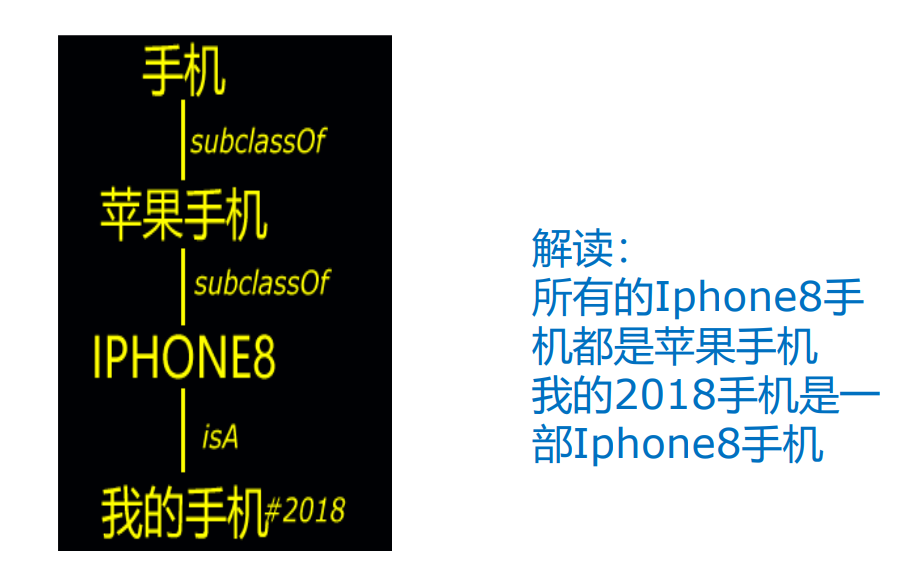 手机
subclassOf
苹果手机
subclassOf
IPHONE8
isA
我的手机#2018
解读：
所有的Iphone8手
机都是苹果手机
我的2018手机是一
部Iphone8手机